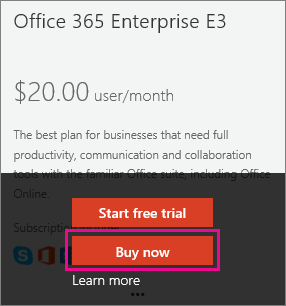 Office 365 Enterprise E3
$20.00 user/month
The best plan for businesses that need full
productivity, communication and collaboration
tools with the familiar Office suite, including Office
Online.
Start free trial
Subscription
Buy now
Learn more